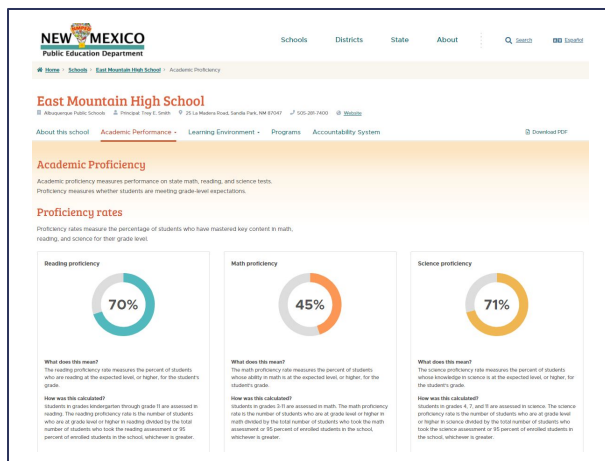 NEW MEXICO
Public Education Department
Schools Districts State About Search Español
Home › Schools › East Mountain High School › Academic Proficiency
East Mountain High School
Albuquerque Public Schools Principal: Trey E. Smith 25 La Madera Road, Sandia Park, NM 87047 505-281-7400 Website
About this school Academic Performance Learning Environment Programs Accountability System Download PDF
Academic Proficiency
Academic proficiency measures performance on state math, reading, and science tests.
Proficiency measures whether students are meeting grade-level expectations.
Proficiency rates
Proficiency rates measure the percentage of students who have mastered key content in math,
reading, and science for their grade level.
Reading proficiency
70%
What does this mean?
The reading proficiency rate measures the percent of students
who are reading at the expected level, or higher, for the student's
grade.
How was this calculated?
Students in grades kindergarten through grade 11 are assessed in
reading. The reading proficiency rate is the number of students
who are at grade level or higher in reading divided by the total
number of students who took the reading assessment or 95
percent of enrolled students in the school, whichever is greater.
Math proficiency
45%
What does this mean?
The math proficiency rate measures the percent of students
whose ability in math is at the expected level, or higher, for the
student's grade.
How was this calculated?
Students in grades 3-11 are assessed in math. The math proficiency
rate is the number of students who are at grade level or higher in
math divided by the total number of students who took the math
assessment or 95 percent of enrolled students in the school,
whichever is greater.
Science proficiency
71%
What does this mean?
The science proficiency rate measures the percent of students
whose knowledge in science is at the expected level, or higher, for
the student's grade.
How was this calculated?
Students in grades 4, 7, and 11 are assessed in science. The science
proficiency rate is the number of students who are at grade level
or higher in science divided by the total number of students who
took the science assessment or 95 percent of enrolled students in
the school, whichever is greater.